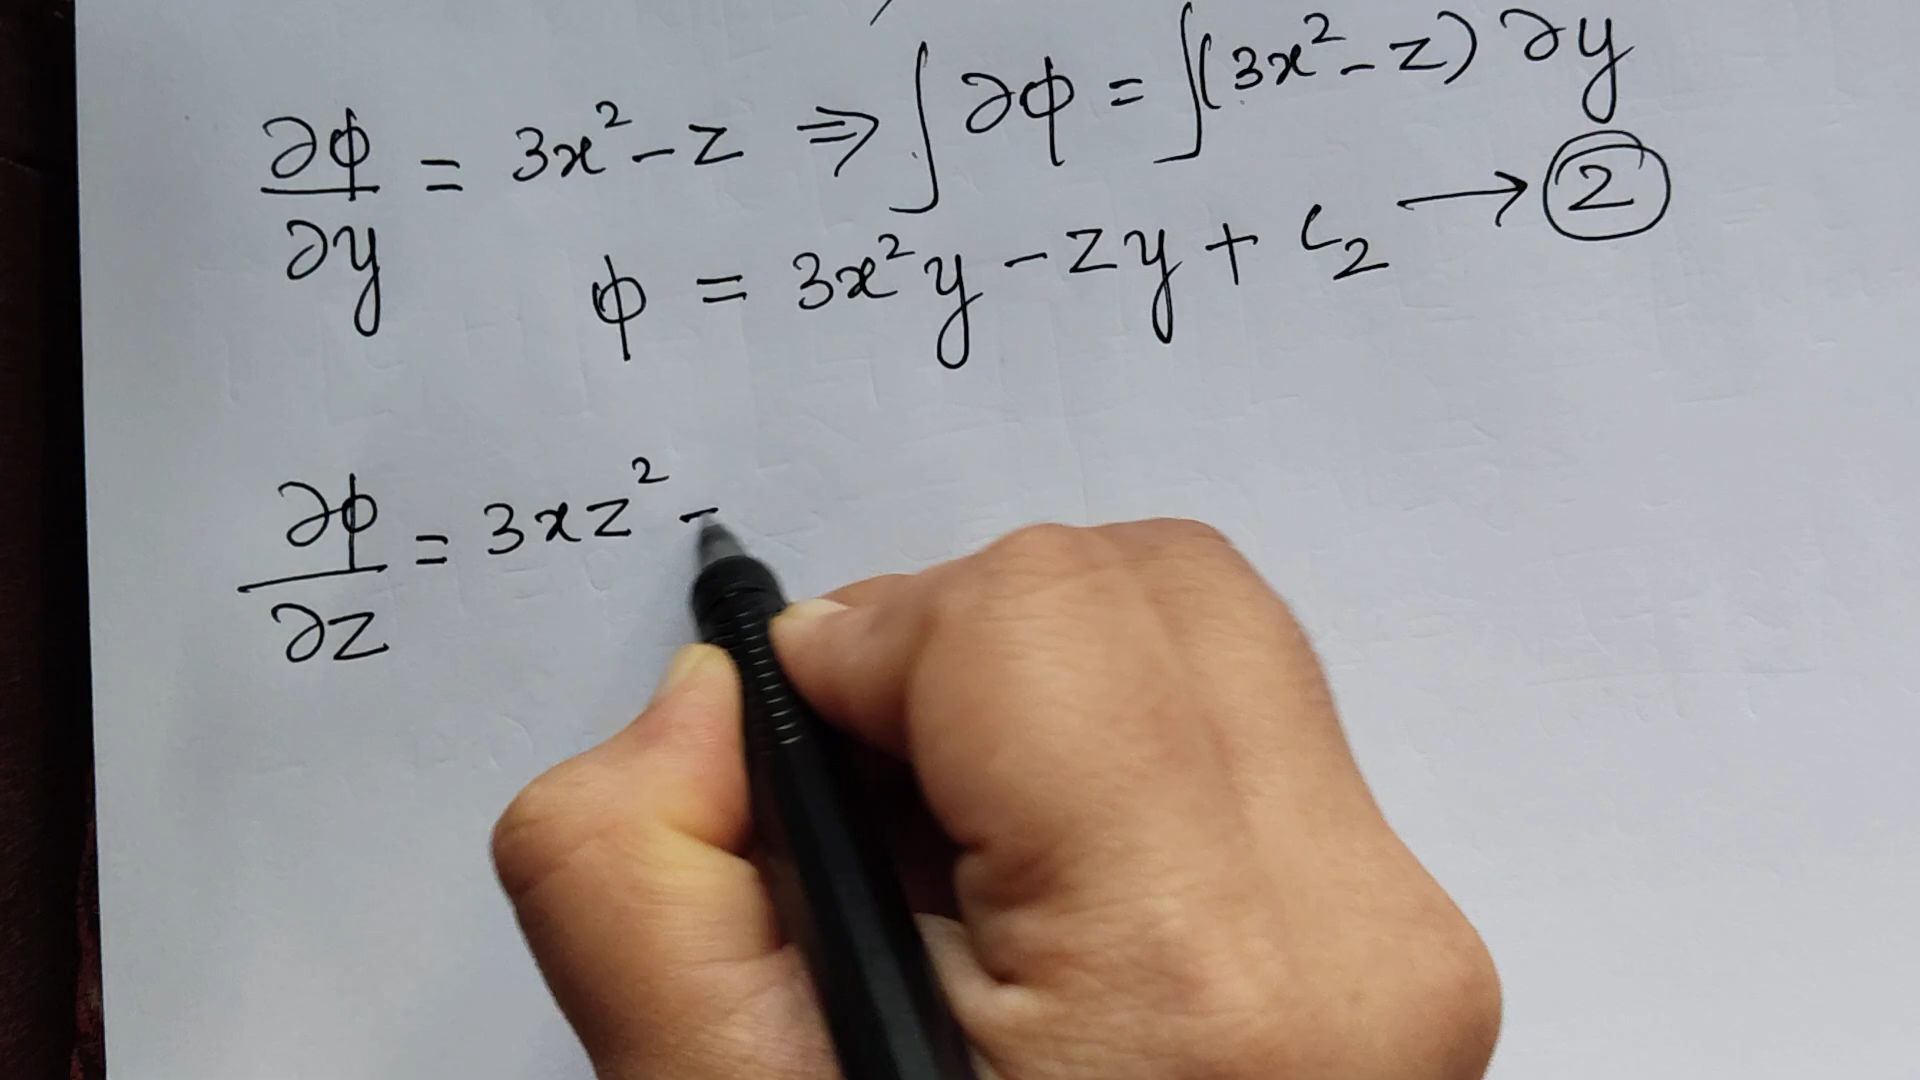 ∂ϕ/∂y = 3x² - z ⇒ ∫∂ϕ = ∫(3x² - z) ∂y
ϕ = 3x²y - zy + c₂ → ②
∂ϕ/∂z = 3xz² -